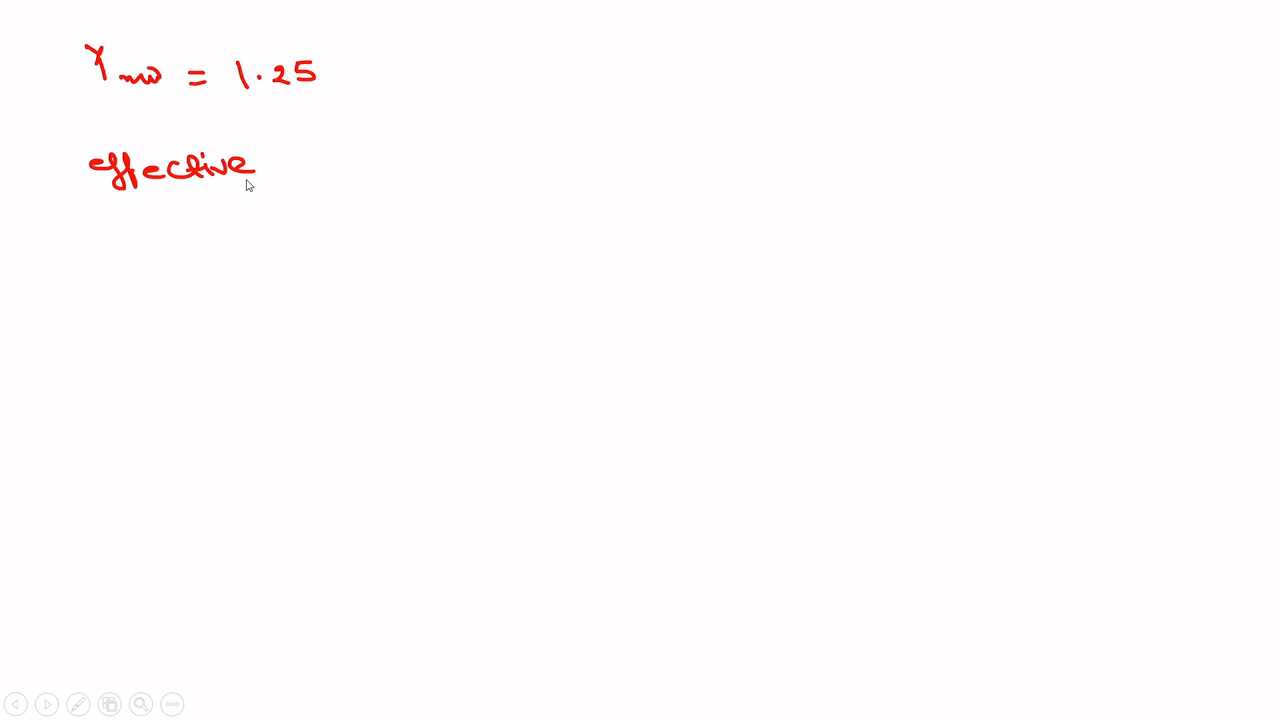 γmw = 1.25
effective